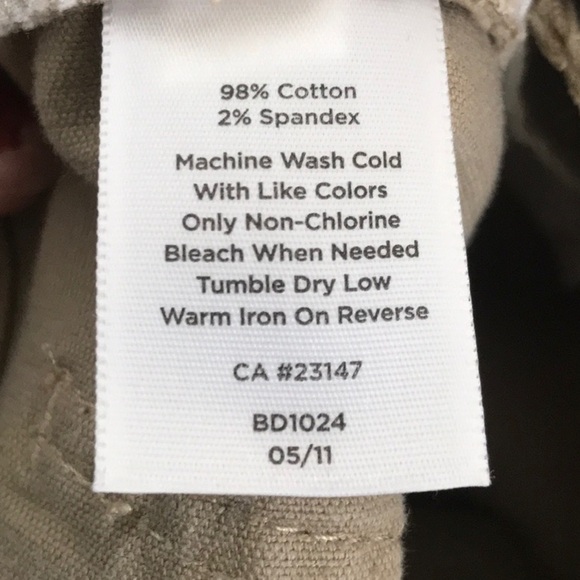 98% Cotton
2% Spandex
Machine Wash Cold
With Like Colors
Only Non-Chlorine
Bleach When Needed
Tumble Dry Low
Warm Iron On Reverse
CA #23147
BD1024
05/11